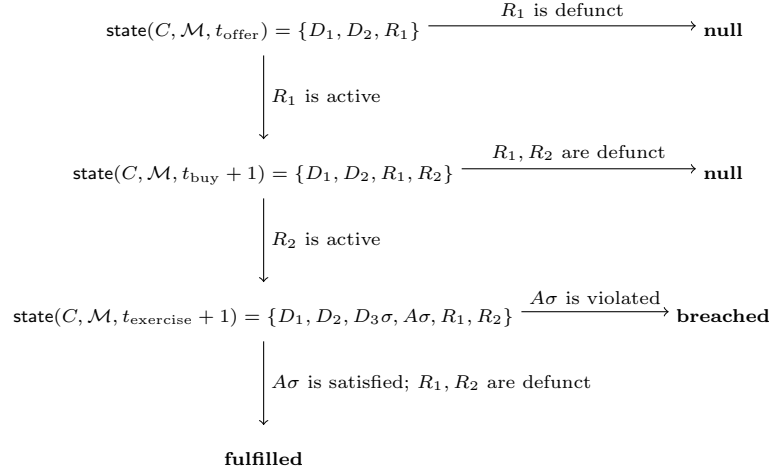 state(C, ℳ, t_offer) = {D₁, D₂, R₁}
R₁ is defunct
null
R₁ is active
state(C, ℳ, t_buy + 1) = {D₁, D₂, R₁, R₂}
R₁, R₂ are defunct
null
R₂ is active
state(C, ℳ, t_exercise + 1) = {D₁, D₂, D₃σ, Aσ, R₁, R₂}
Aσ is violated
breached
Aσ is satisfied; R₁, R₂ are defunct
fulfilled